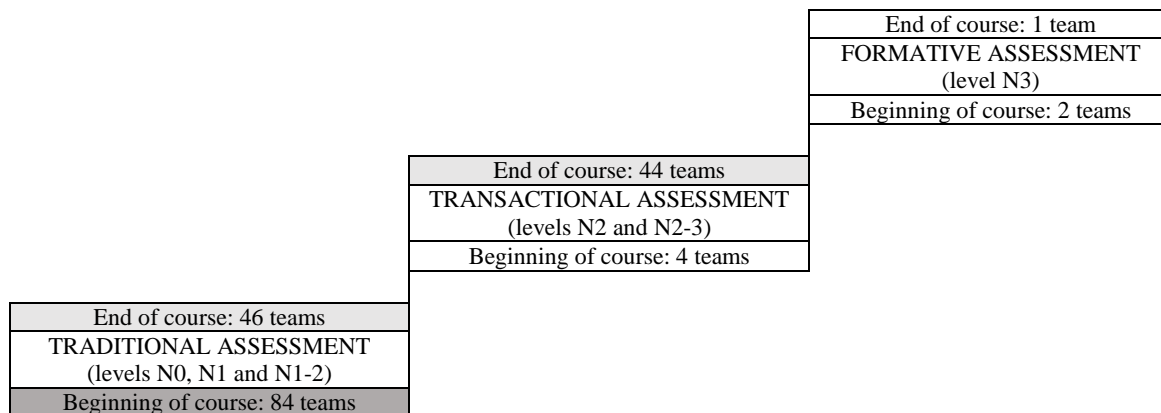 End of course: 1 team
FORMATIVE ASSESSMENT
(level N3)
Beginning of course: 2 teams
End of course: 44 teams
TRANSACTIONAL ASSESSMENT
(levels N2 and N2-3)
Beginning of course: 4 teams
End of course: 46 teams
TRADITIONAL ASSESSMENT
(levels N0, N1 and N1-2)
Beginning of course: 84 teams